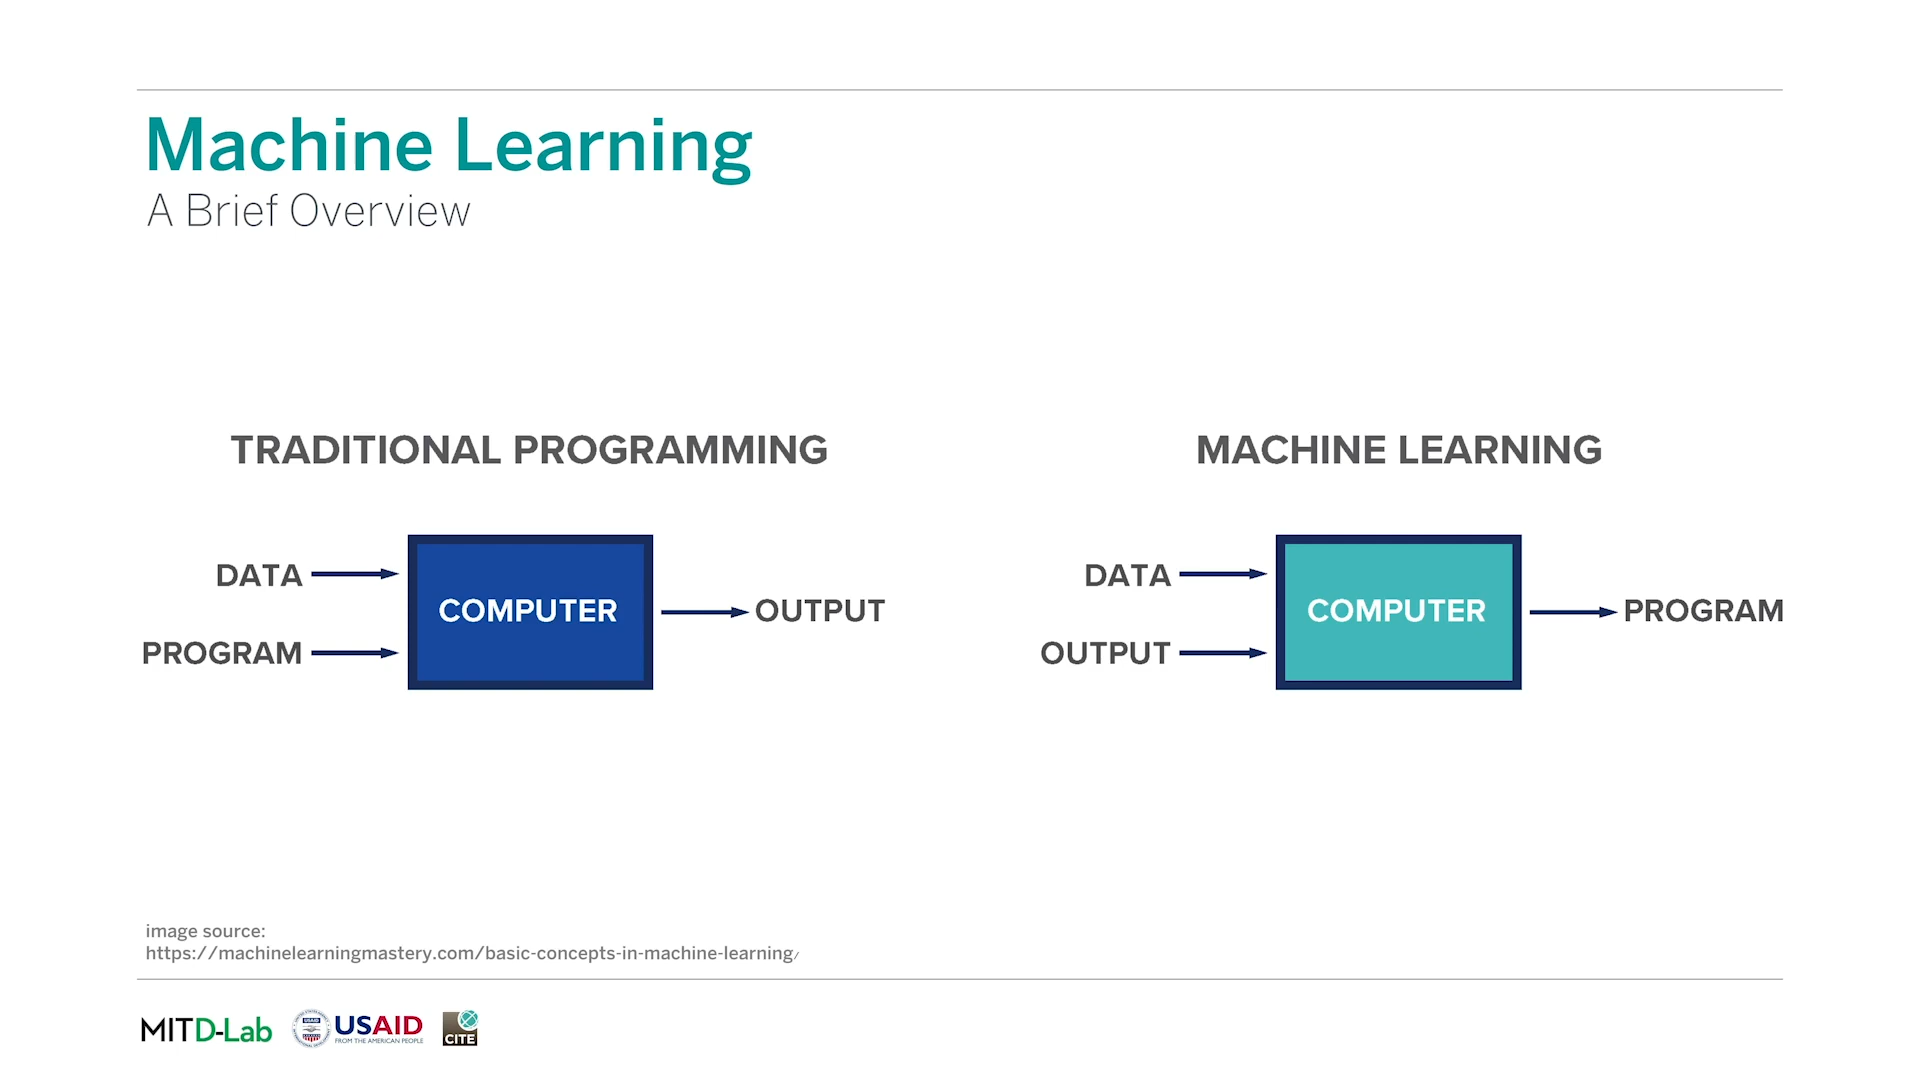 Machine Learning
A Brief Overview
TRADITIONAL PROGRAMMING
DATA
PROGRAM
COMPUTER
OUTPUT
MACHINE LEARNING
DATA
OUTPUT
COMPUTER
PROGRAM
image source:
https://machinelearningmastery.com/basic-concepts-in-machine-learning/
MIT D-Lab
USAID
FROM THE AMERICAN PEOPLE
CITE